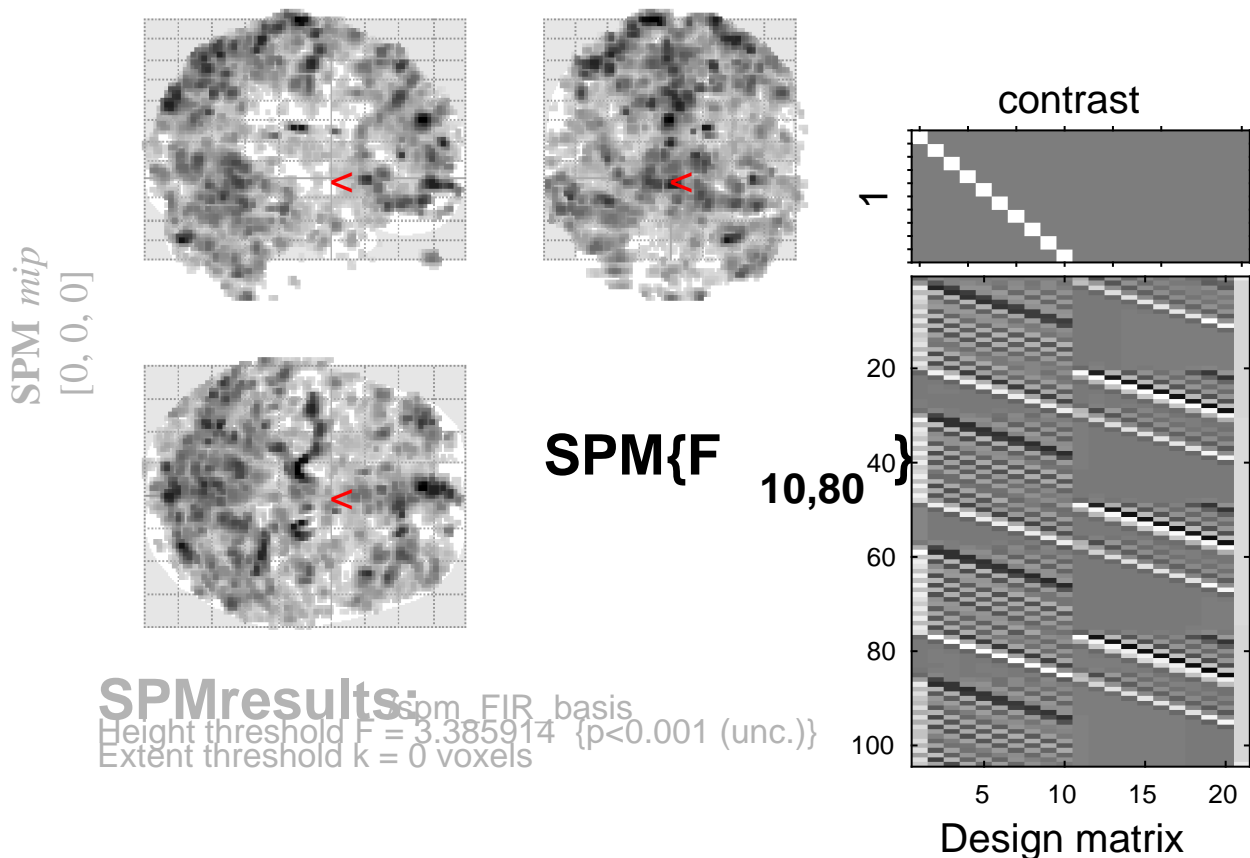 SPM mip
[0, 0, 0]
<
<
<
SPM{F10,80}
SPMresults: spm_FIR_basis
Height threshold F = 3.385914 {p<0.001 (unc.)}
Extent threshold k = 0 voxels
contrast
1
20
40
60
80
100
5 10 15 20
Design matrix